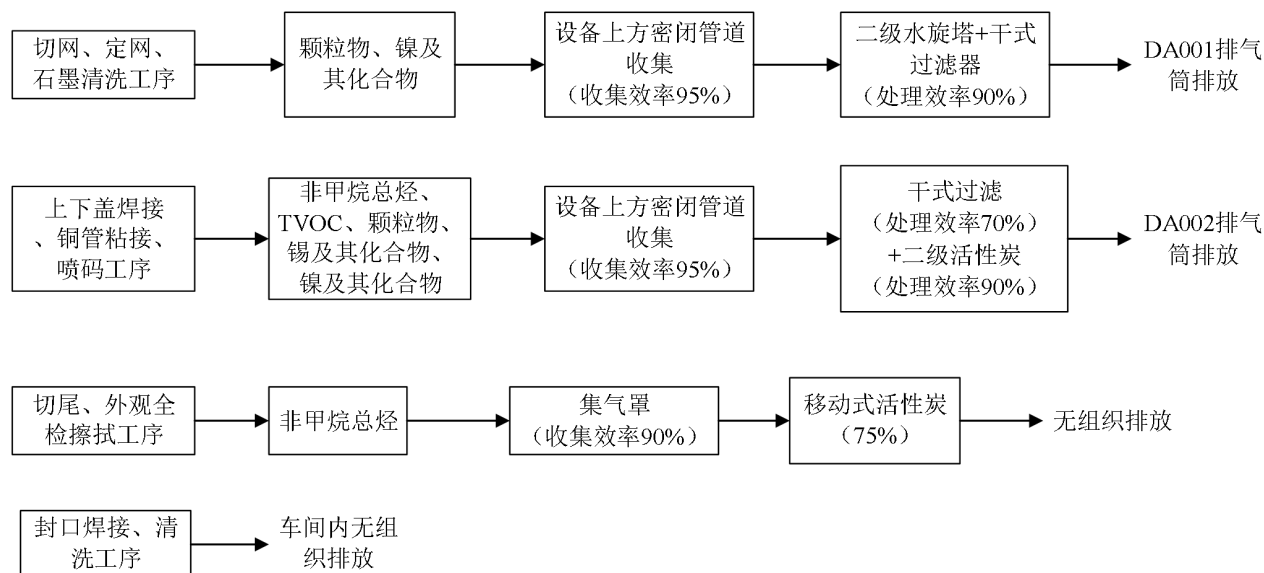 切网、定网、
石墨清洗工序
颗粒物、镍及
其化合物
设备上方密闭管道
收集
（收集效率95%）
二级水旋塔+干式
过滤器
（处理效率90%）
DA001排气
筒排放
上下盖焊接
、铜管粘接、
喷码工序
非甲烷总烃、
TVOC、颗粒物、
锡及其化合物、
镍及其化合物
设备上方密闭管道
收集
（收集效率95%）
干式过滤
（处理效率70%）
+二级活性炭
（处理效率90%）
DA002排气
筒排放
切尾、外观全
检擦拭工序
非甲烷总烃
集气罩
（收集效率90%）
移动式活性炭
（75%）
无组织排放
封口焊接、清
洗工序
车间内无组
织排放